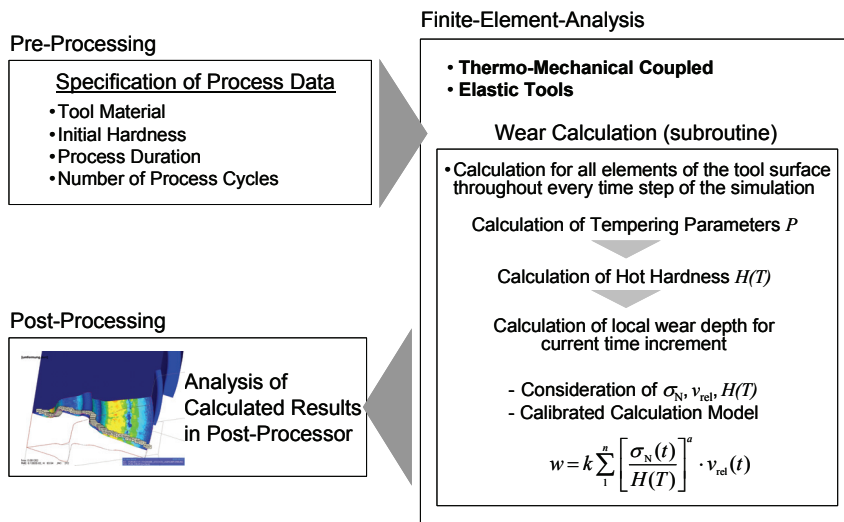 Pre-Processing
Specification of Process Data
• Tool Material
• Initial Hardness
• Process Duration
• Number of Process Cycles
Finite-Element-Analysis
• Thermo-Mechanical Coupled
• Elastic Tools
Wear Calculation (subroutine)
• Calculation for all elements of the tool surface
throughout every time step of the simulation
Calculation of Tempering Parameters P
Calculation of Hot Hardness H(T)
Calculation of local wear depth for
current time increment
- Consideration of σN, vrel, H(T)
- Calibrated Calculation Model
w = k ∑₁ⁿ [σN(t) / H(T)]ᵃ · vrel(t)
Post-Processing
Analysis of
Calculated Results
in Post-Processor